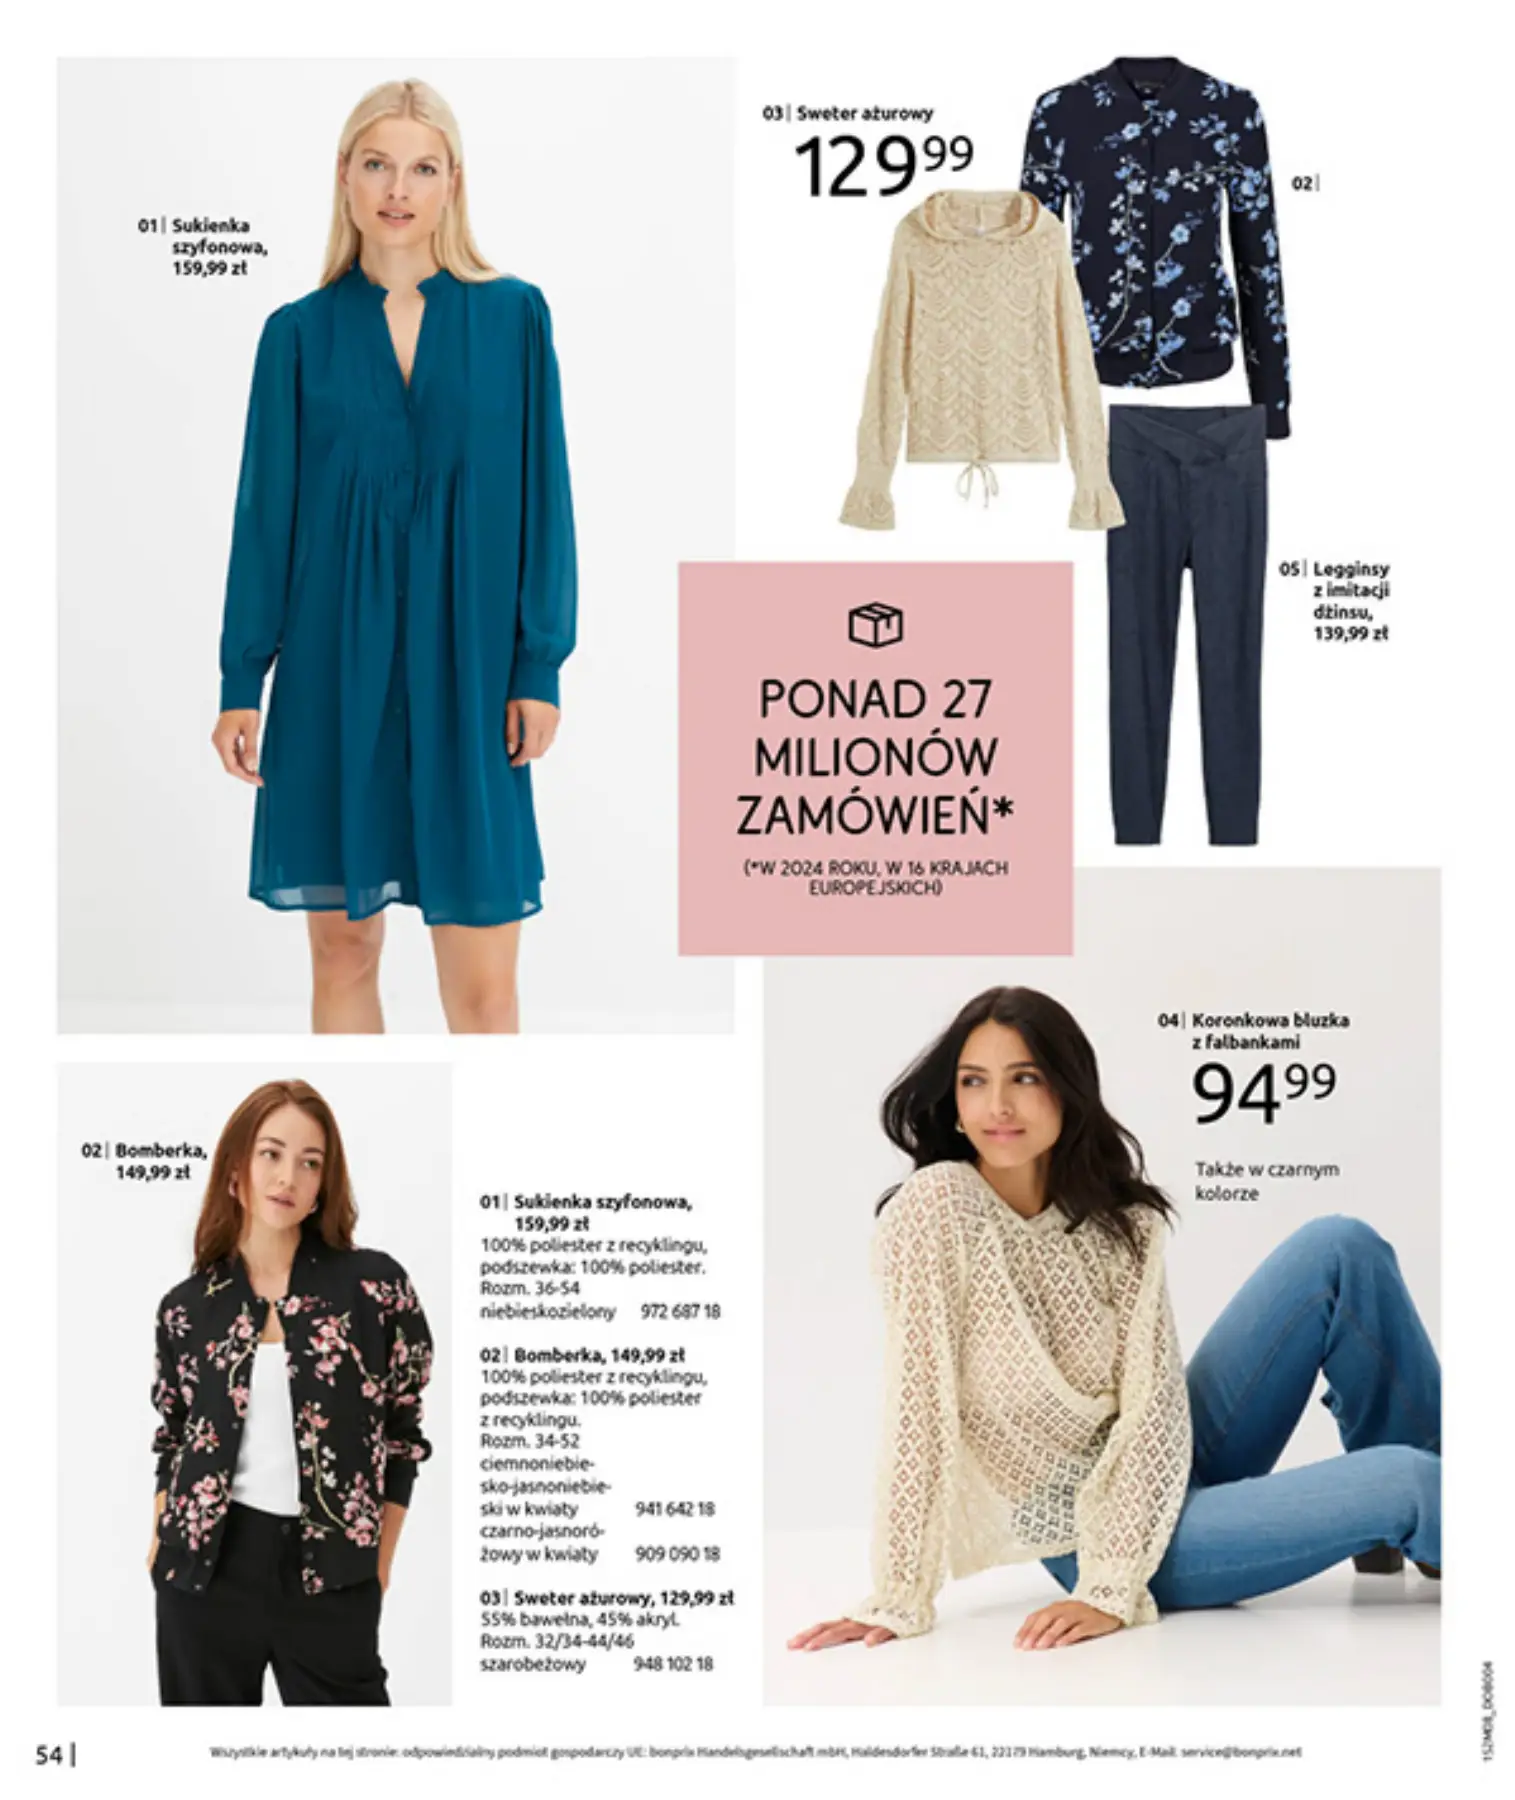 01| Sukienka
szyfonowa,
159,99 zł
03| Sweter ażurowy
129 99
02|
05| Legginsy
z imitacji
dżinsu,
139,99 zł
PONAD 27
MILIONÓW
ZAMÓWIEŃ*
(*W 2024 ROKU, W 16 KRAJACH
EUROPEJSKICH)
04| Koronkowa bluzka
z falbankami
94 99
Także w czarnym
kolorze
02| Bomberka,
149,99 zł
01| Sukienka szyfonowa,
159,99 zł
100% poliester z recyklingu,
podszewka: 100% poliester.
Rozm. 36-54
niebieskozielony 972 687 18
02| Bomberka, 149,99 zł
100% poliester z recyklingu,
podszewka: 100% poliester
z recyklingu.
Rozm. 34-52
ciemnoniebie-
sko-jasnoniebie-
ski w kwiaty 941 642 18
czarno-jasnoró-
żowy w kwiaty 909 090 18
03| Sweter ażurowy, 129,99 zł
55% bawełna, 45% akryl.
Rozm. 32/34-44/46
szarobeżowy 948 102 18
54|
Wszystkie artykuły na tej stronie: odpowiedzialny podmiot gospodarczy UE: bonprix Handelsgesellschaft mbH, Haldesdorfer Straße 61, 22179 Hamburg, Niemcy, E-Mail: service@bonprix.net
152M08_DOB004